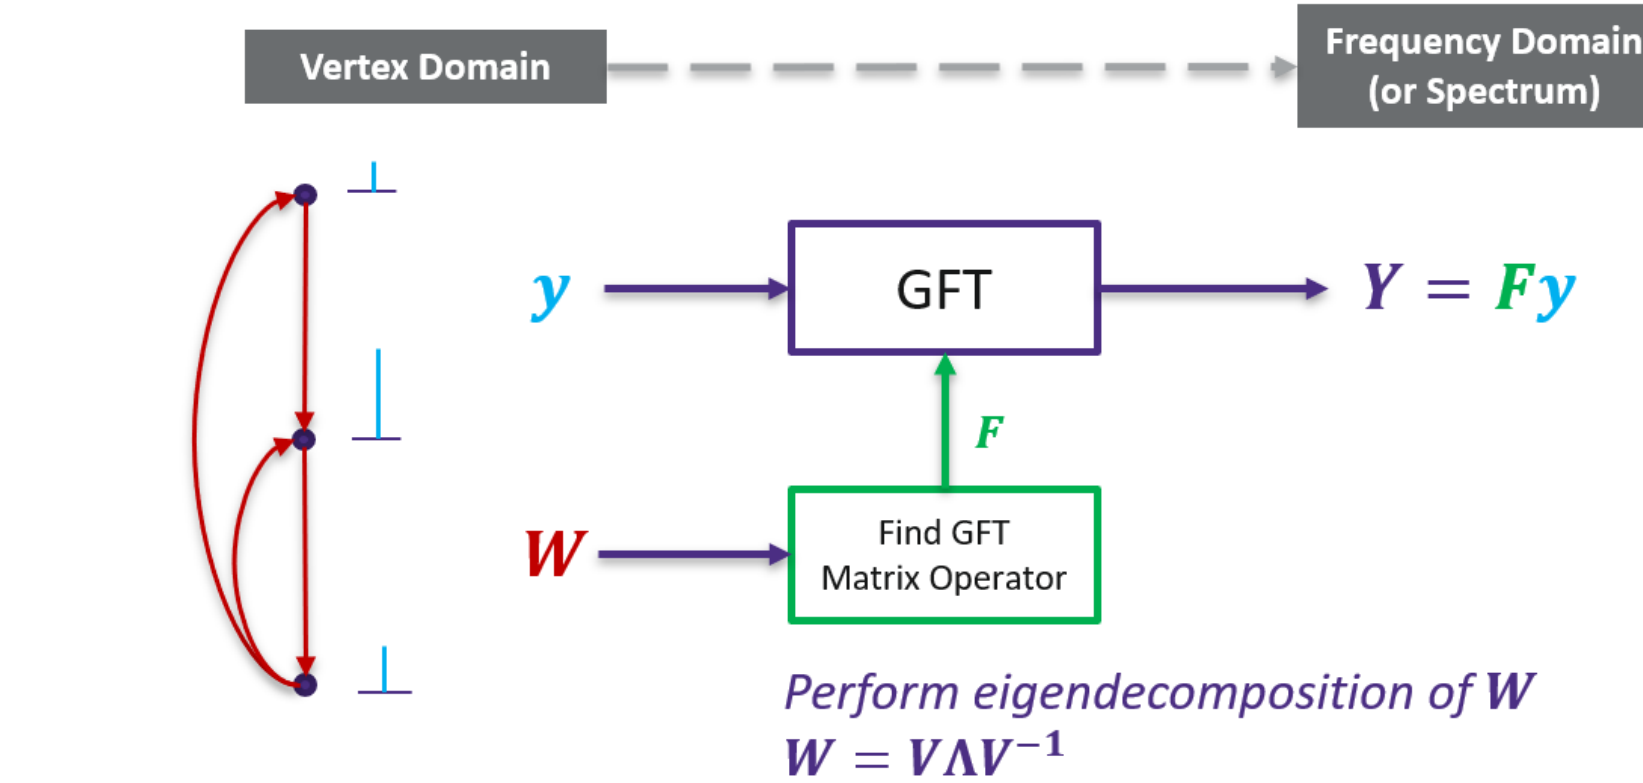 Vertex Domain
Frequency Domain
(or Spectrum)
y
GFT
Y = Fy
F
W
Find GFT
Matrix Operator
Perform eigendecomposition of W
W = VΛV⁻¹